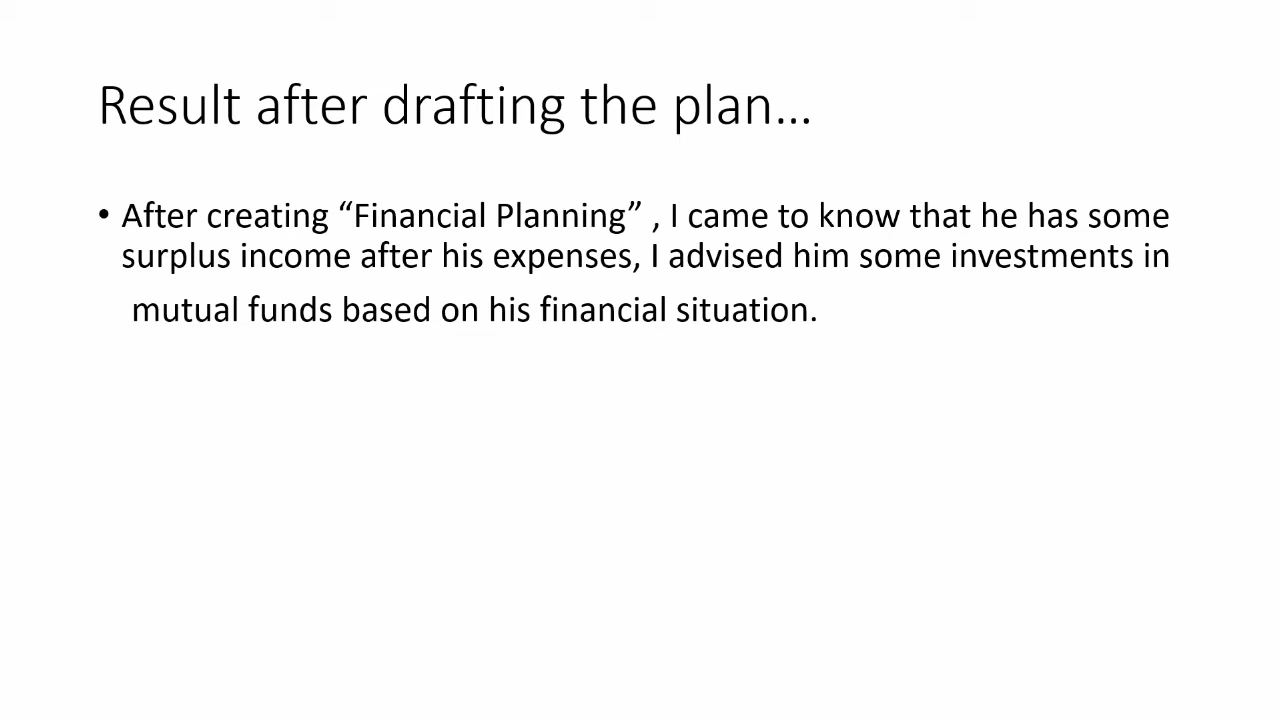 Result after drafting the plan...
• After creating “Financial Planning” , I came to know that he has some
surplus income after his expenses, I advised him some investments in
mutual funds based on his financial situation.